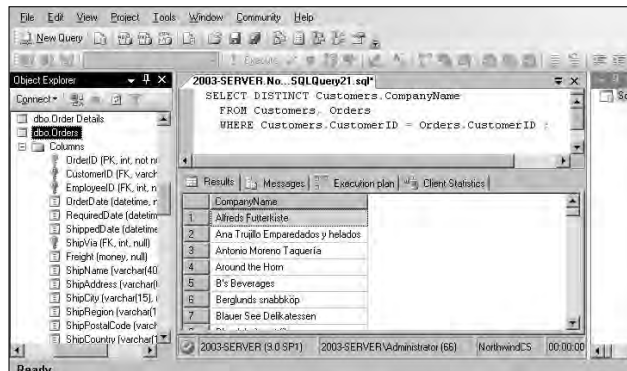 File Edit View Project Tools Window Community Help
New Query
Execute
Object Explorer
2003-SERVER.No...SQLQuery21.sql*
Connect
SELECT DISTINCT Customers.CompanyName
FROM Customers, Orders
WHERE Customers.CustomerID = Orders.CustomerID ;
dbo.Order Details
dbo.Orders
Columns
OrderID (PK, int, not n
CustomerID (FK, varch
EmployeeID (FK, int, n
OrderDate (datetime, r
RequiredDate (datetim
ShippedDate (datetime
ShipVia (FK, int, null)
Freight (money, null)
ShipName (varchar(40
ShipAddress (varchar(
ShipCity (varchar(15),
ShipRegion (varchar(1
ShipPostalCode (varch
ShipCountry (varchar(
Results Messages Execution plan Client Statistics
CompanyName
1 Alfreds Futterkiste
2 Ana Trujillo Emparedados y helados
3 Antonio Moreno Taquería
4 Around the Horn
5 B's Beverages
6 Berglunds snabbköp
7 Blauer See Delikatessen
2003-SERVER (9.0 SP1) 2003-SERVER\Administrator (66) NorthwindCS 00:00:00
Ready